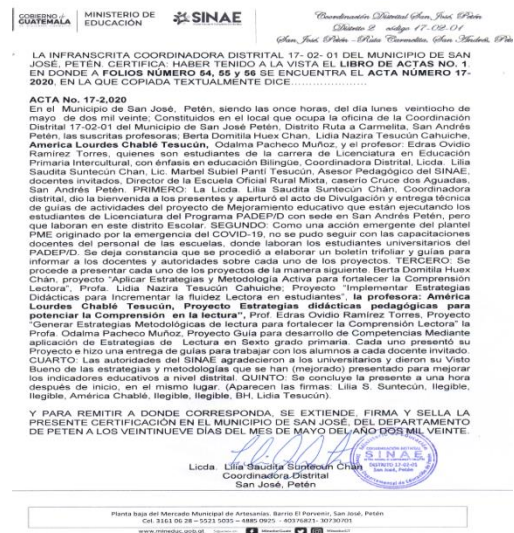 GOBIERNO de GUATEMALA
MINISTERIO DE EDUCACIÓN
SINAE
Coordinación Distrital San José, Petén
Distrito 2 código 17-02-01
San José, Petén - Ruta Carmelita, San Andrés, Petén
LA INFRANSCRITA COORDINADORA DISTRITAL 17- 02- 01 DEL MUNICIPIO DE SAN
JOSÉ, PETÉN. CERTIFICA: HABER TENIDO A LA VISTA EL LIBRO DE ACTAS NO. 1.
EN DONDE A FOLIOS NÚMERO 54, 55 y 56 SE ENCUENTRA EL ACTA NÚMERO 17-
2020, EN LA QUE COPIADA TEXTUALMENTE DICE.....................
ACTA No. 17-2,020
En el Municipio de San José, Petén, siendo las once horas, del día lunes veintiocho de
mayo de dos mil veinte; Constituidos en el local que ocupa la oficina de la Coordinación
Distrital 17-02-01 del Municipio de San José Petén, Distrito Ruta a Carmelita, San Andrés
Petén, las suscritas profesoras; Berta Domitila Huex Chan, Lidia Nazira Tesucún Cahuiche,
America Lourdes Chablé Tesucún, Odalma Pacheco Muñoz, y el profesor: Edras Ovidio
Ramírez Torres, quienes son estudiantes de la carrera de Licenciatura en Educación
Primaria Intercultural, con énfasis en educación Bilingüe, Coordinadora Distrital, Licda. Lilia
Saudita Suntecún Chan, Lic. Marbel Subiel Pantí Tesucún, Asesor Pedagógico del SINAE,
docentes invitados, Director de la Escuela Oficial Rural Mixta, caserío Cruce dos Aguadas,
San Andrés Petén. PRIMERO: La Licda. Lilia Saudita Suntecún Chán, Coordinadora
distrital, dio la bienvenida a los presentes y aperturó el acto de Divulgación y entrega técnica
de guías de actividades del proyecto de Mejoramiento educativo que están ejecutando los
estudiantes de Licenciatura del Programa PADEP/D con sede en San Andrés Petén, pero
que laboran en este distrito Escolar. SEGUNDO: Como una acción emergente del plantel
PME originado por la emergencia del COVID-19, no se pudo seguir con las capacitaciones
docentes del personal de las escuelas, donde laboran los estudiantes universitarios del
PADEP/D. Se deja constancia que se procedió a elaborar un boletín trifoliar y guías para
informar a los docentes y autoridades sobre cada uno de los proyectos. TERCERO: Se
procede a presentar cada uno de los proyectos de la manera siguiente. Berta Domitila Huex
Chán, proyecto "Aplicar Estrategias y Metodología Activa para fortalecer la Comprensión
Lectora", Profa. Lidia Nazira Tesucún Cahuiche; Proyecto "Implementar Estrategias
Didácticas para Incrementar la fluidez Lectora en estudiantes", la profesora: América
Lourdes Chablé Tesucún, Proyecto Estrategias didácticas pedagógicas para
potenciar la Comprensión en la lectura", Prof. Edras Ovidio Ramírez Torres, Proyecto
"Generar Estrategias Metodológicas de lectura para fortalecer la Comprensión Lectora" la
Profa. Odalma Pacheco Muñoz, Proyecto Guia para desarrollo de Competencias Mediante
aplicación de Estrategias de Lectura en Sexto grado primaria. Cada uno presentó su
Proyecto e hizo una entrega de guías para trabajar con los alumnos a cada docente invitado.
CUARTO: Las autoridades del SINAE agradecieron a los universitarios y dieron su Visto
Bueno de las estrategias y metodologías que se han (mejorado) presentado para mejorar
los indicadores educativos a nivel distrital. QUINTO: Se concluye la presente a una hora
después de inicio, en el mismo lugar. (Aparecen las firmas: Lilia S. Suntecún, Ilegible,
Ilegible, América Chablé, Ilegible, Ilegible, BH, Lidia Tesucún).
Y PARA REMITIR A DONDE CORRESPONDA, SE EXTIENDE, FIRMA Y SELLA LA
PRESENTE CERTIFICACIÓN EN EL MUNICIPIO DE SAN JOSÉ, DEL DEPARTAMENTO
DE PETEN A LOS VEINTINUEVE DÍAS DEL MES DE MAYO DEL AÑO DOS MIL VEINTE.
Licda. Lilia Saudita Suntecún Chán
Coordinadora Distrital
San José, Petén
SINAE
DISTRITO 17-02-01
San José, Petén
Planta baja del Mercado Municipal de Artesanías. Barrio El Porvenir, San José, Petén
Cel. 3161 06 28 – 5521 5035 – 4885 0925 - 40376821- 30730701
www.mineduc.gob.gt